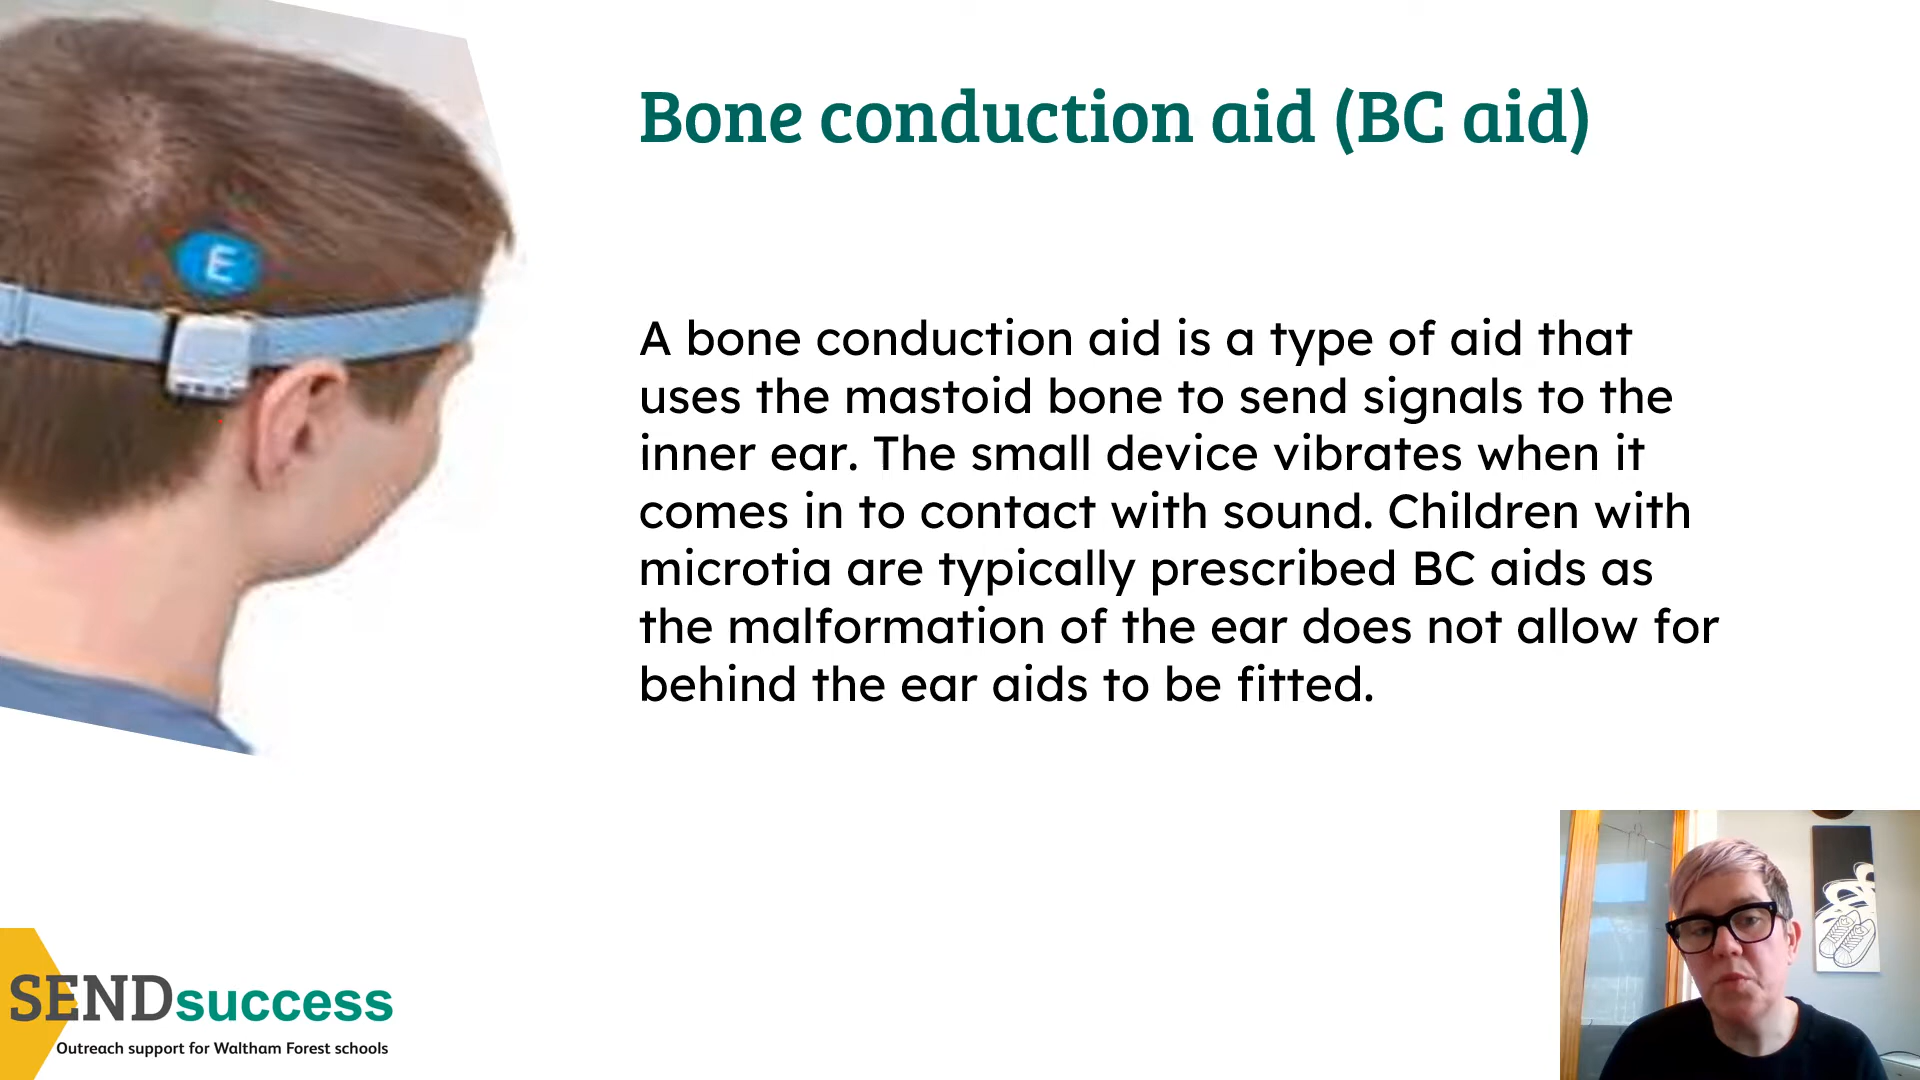 Bone conduction aid (BC aid)
E
A bone conduction aid is a type of aid that
uses the mastoid bone to send signals to the
inner ear. The small device vibrates when it
comes in to contact with sound. Children with
microtia are typically prescribed BC aids as
the malformation of the ear does not allow for
behind the ear aids to be fitted.
SENDsuccess
Outreach support for Waltham Forest schools